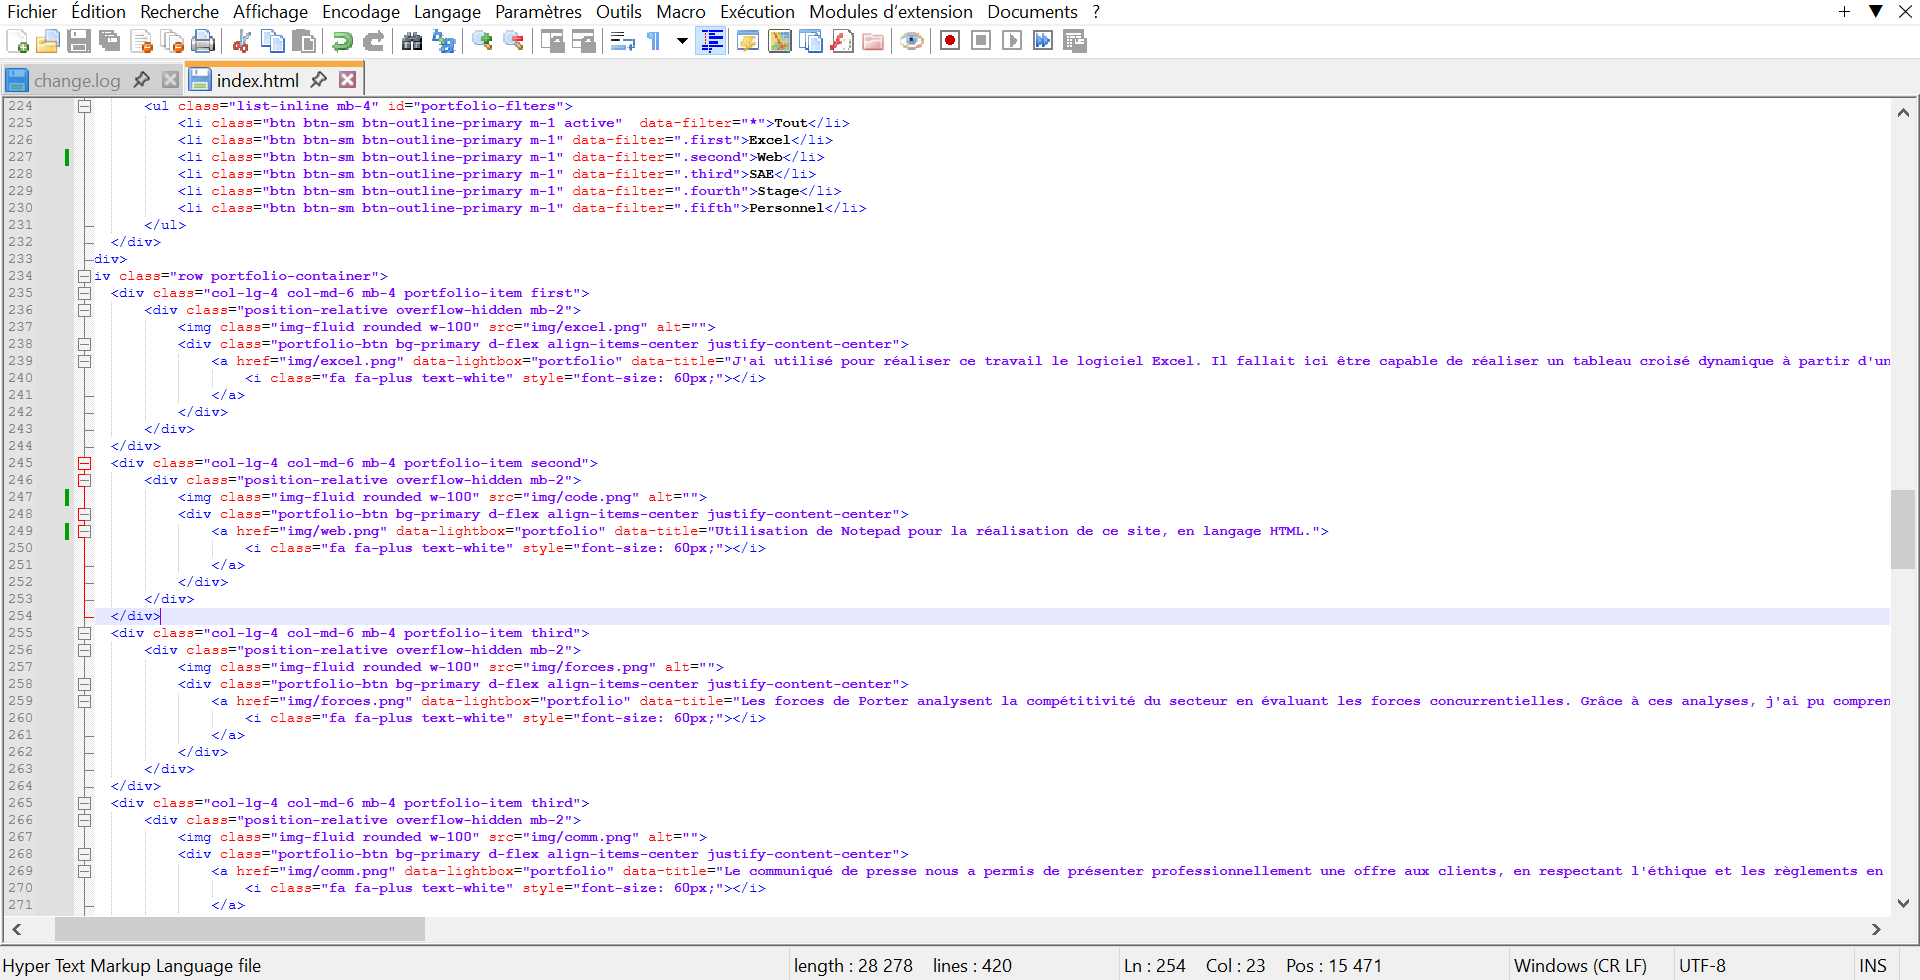 Fichier Édition Recherche Affichage Encodage Langage Paramètres Outils Macro Exécution Modules d'extension Documents ?
change.log index.html
224 <ul class="list-inline mb-4" id="portfolio-flters">
225 <li class="btn btn-sm btn-outline-primary m-1 active"  data-filter="*">Tout</li>
226 <li class="btn btn-sm btn-outline-primary m-1" data-filter=".first">Excel</li>
227 <li class="btn btn-sm btn-outline-primary m-1" data-filter=".second">Web</li>
228 <li class="btn btn-sm btn-outline-primary m-1" data-filter=".third">SAE</li>
229 <li class="btn btn-sm btn-outline-primary m-1" data-filter=".fourth">Stage</li>
230 <li class="btn btn-sm btn-outline-primary m-1" data-filter=".fifth">Personnel</li>
231 </ul>
232 </div>
233 div>
234 iv class="row portfolio-container">
235 <div class="col-lg-4 col-md-6 mb-4 portfolio-item first">
236 <div class="position-relative overflow-hidden mb-2">
237 <img class="img-fluid rounded w-100" src="img/excel.png" alt="">
238 <div class="portfolio-btn bg-primary d-flex align-items-center justify-content-center">
239 <a href="img/excel.png" data-lightbox="portfolio" data-title="J'ai utilisé pour réaliser ce travail le logiciel Excel. Il fallait ici être capable de réaliser un tableau croisé dynamique à partir d'un
240 <i class="fa fa-plus text-white" style="font-size: 60px;"></i>
241 </a>
242 </div>
243 </div>
244 </div>
245 <div class="col-lg-4 col-md-6 mb-4 portfolio-item second">
246 <div class="position-relative overflow-hidden mb-2">
247 <img class="img-fluid rounded w-100" src="img/code.png" alt="">
248 <div class="portfolio-btn bg-primary d-flex align-items-center justify-content-center">
249 <a href="img/web.png" data-lightbox="portfolio" data-title="Utilisation de Notepad pour la réalisation de ce site, en langage HTML.">
250 <i class="fa fa-plus text-white" style="font-size: 60px;"></i>
251 </a>
252 </div>
253 </div>
254 </div>
255 <div class="col-lg-4 col-md-6 mb-4 portfolio-item third">
256 <div class="position-relative overflow-hidden mb-2">
257 <img class="img-fluid rounded w-100" src="img/forces.png" alt="">
258 <div class="portfolio-btn bg-primary d-flex align-items-center justify-content-center">
259 <a href="img/forces.png" data-lightbox="portfolio" data-title="Les forces de Porter analysent la compétitivité du secteur en évaluant les forces concurrentielles. Grâce à ces analyses, j'ai pu compren
260 <i class="fa fa-plus text-white" style="font-size: 60px;"></i>
261 </a>
262 </div>
263 </div>
264 </div>
265 <div class="col-lg-4 col-md-6 mb-4 portfolio-item third">
266 <div class="position-relative overflow-hidden mb-2">
267 <img class="img-fluid rounded w-100" src="img/comm.png" alt="">
268 <div class="portfolio-btn bg-primary d-flex align-items-center justify-content-center">
269 <a href="img/comm.png" data-lightbox="portfolio" data-title="Le communiqué de presse nous a permis de présenter professionnellement une offre aux clients, en respectant l'éthique et les règlements en
270 <i class="fa fa-plus text-white" style="font-size: 60px;"></i>
271 </a>
Hyper Text Markup Language file length : 28 278 lines : 420 Ln : 254 Col : 23 Pos : 15 471 Windows (CR LF) UTF-8 INS